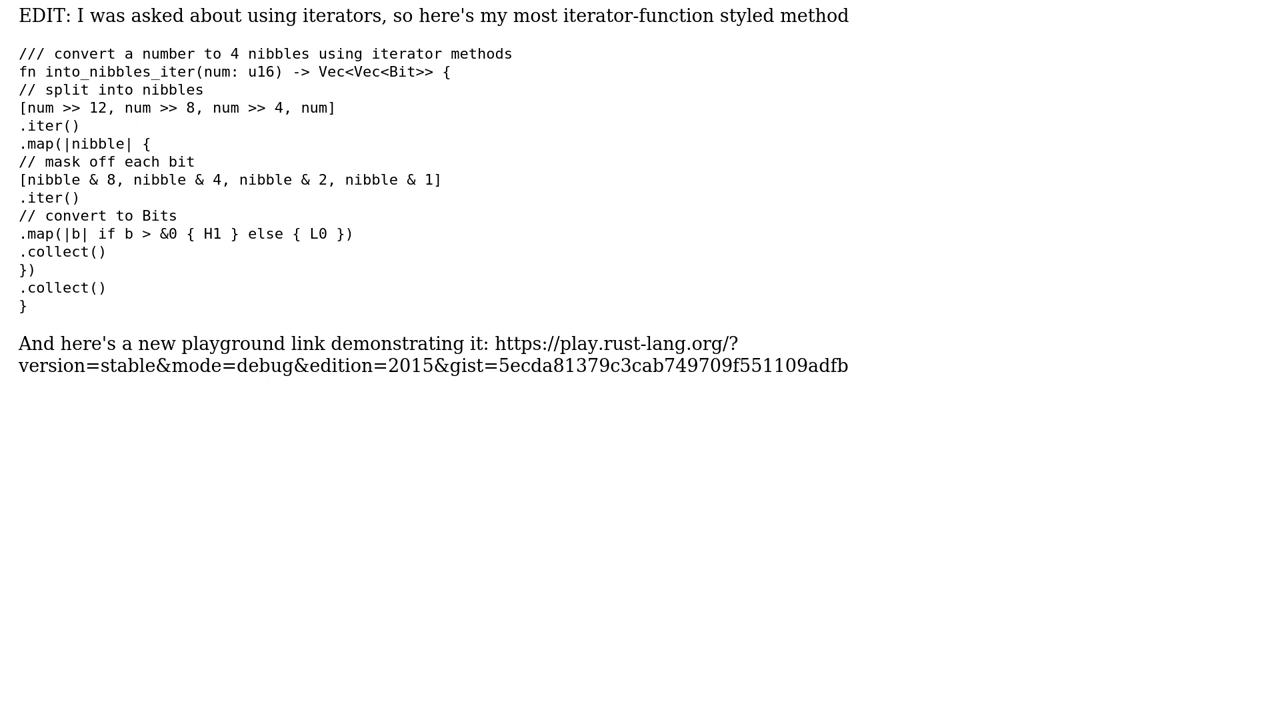 EDIT: I was asked about using iterators, so here's my most iterator-function styled method
/// convert a number to 4 nibbles using iterator methods
fn into_nibbles_iter(num: u16) -> Vec<Vec<Bit>> {
// split into nibbles
[num >> 12, num >> 8, num >> 4, num]
.iter()
.map(|nibble| {
// mask off each bit
[nibble & 8, nibble & 4, nibble & 2, nibble & 1]
.iter()
// convert to Bits
.map(|b| if b > &0 { H1 } else { L0 })
.collect()
})
.collect()
}
And here's a new playground link demonstrating it: https://play.rust-lang.org/?
version=stable&mode=debug&edition=2015&gist=5ecda81379c3cab749709f551109adfb